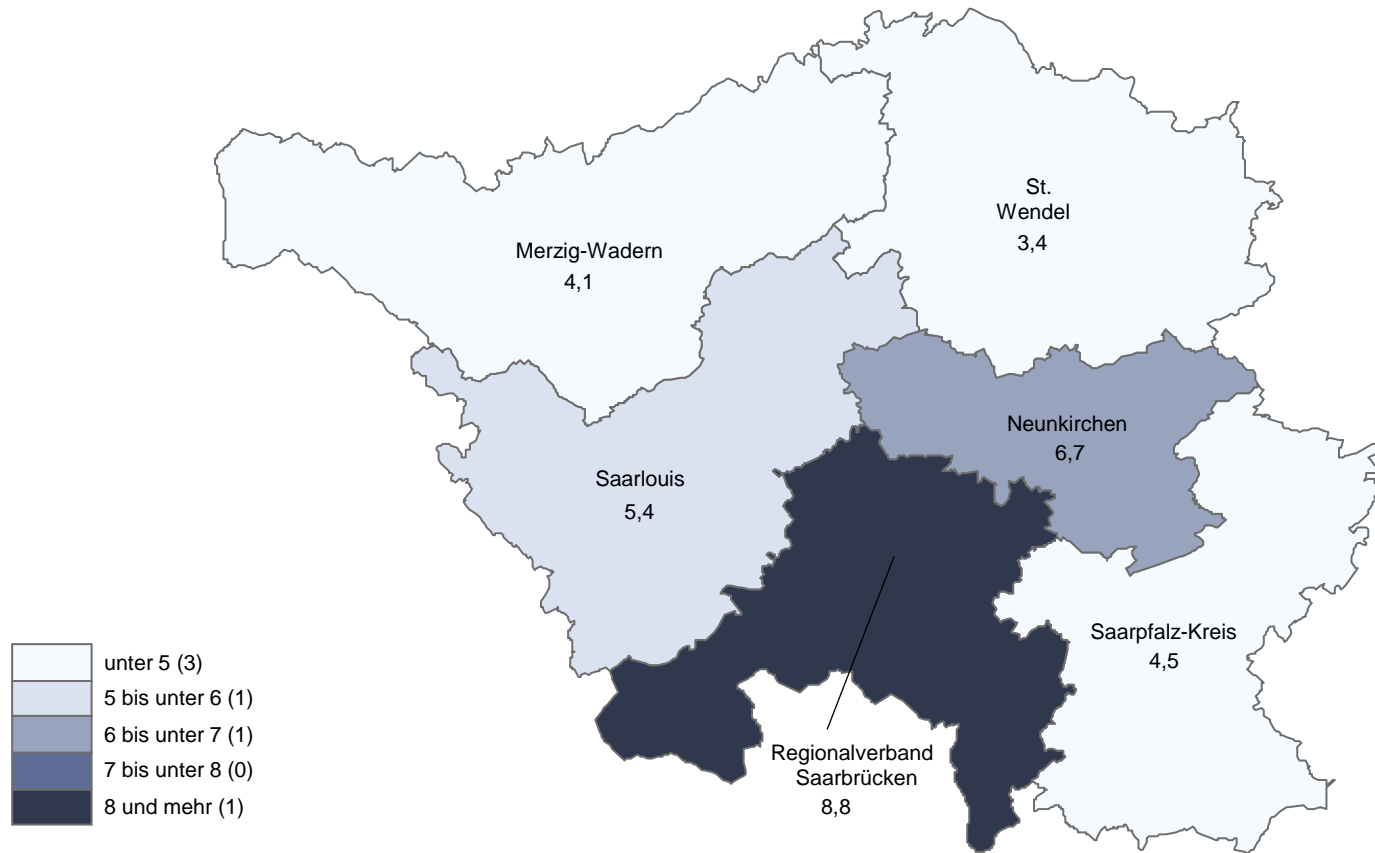 St.
Wendel
3,4
Merzig-Wadern
4,1
Neunkirchen
6,7
Saarlouis
5,4
Saarpfalz-Kreis
4,5
Regionalverband
Saarbrücken
8,8
unter 5 (3)
5 bis unter 6 (1)
6 bis unter 7 (1)
7 bis unter 8 (0)
8 und mehr (1)